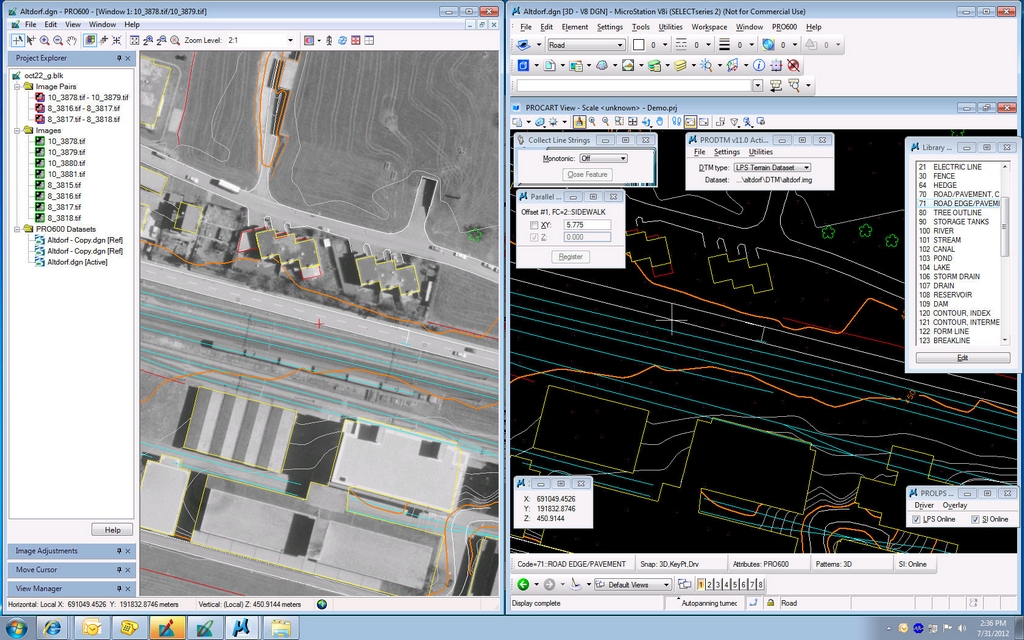 Altdorf.dgn - PRO600 - [Window 1: 10_3878.tif/10_3879.tif]
File Edit View Window Help
Zoom Level: 2:1
Project Explorer
oct22_g.blk
Image Pairs
10_3878.tif - 10_3879.tif
8_3816.tif - 8_3817.tif
8_3817.tif - 8_3818.tif
Images
10_3878.tif
10_3879.tif
10_3880.tif
10_3881.tif
8_3815.tif
8_3816.tif
8_3817.tif
8_3818.tif
PRO600 Datasets
Altdorf - Copy.dgn [Ref]
Altdorf - Copy.dgn [Ref]
Altdorf.dgn [Active]
Help
Image Adjustments
Move Cursor
View Manager
Horizontal: Local X: 691049.4526 Y: 191832.8746 meters Vertical: (Local) Z: 450.9144 meters
Altdorf.dgn [3D - V8 DGN] - MicroStation V8i (SELECTseries 2) (Not for Commercial Use)
File Edit Element Settings Tools Utilities Workspace Window PRO600 Help
Road 0 0 0 0 0
PROCART View - Scale <unknown> - Demo.prj
Collect Line Strings
Monotonic: Off
Close Feature
PRODTM v11.0 Acti...
File Settings Utilities
DTM type: LPS Terrain Dataset
Dataset: ...\altdorf\DTM\altdorf.img
Parallel ...
Offset #1, FC=2::SIDEWALK
XY: 5.775
Z: 0.000
Register
Library ...
21 ELECTRIC LINE
30 FENCE
64 HEDGE
70 ROAD/PAVEMENT, C
71 ROAD EDGE/PAVEM
80 TREE OUTLINE
90 STORAGE TANKS
100 RIVER
101 STREAM
102 CANAL
103 POND
104 LAKE
106 STORM DRAIN
107 DRAIN
108 RESERVOIR
109 DAM
120 CONTOUR, INDEX
121 CONTOUR, INTERME
122 FORM LINE
123 BREAKLINE
Edit
X: 691049.4526
Y: 191832.8746
Z: 450.9144
PROLPS ...
Driver Overlay
LPS Online SI Online
Code=71::ROAD EDGE/PAVEMENT Snap: 3D,KeyPt,Drv Attributes: PRO600 Patterns: 3D SI: Online
Default Views 1 2 3 4 5 6 7 8
Display complete Autopanning turnec Road
2:36 PM
7/31/2012